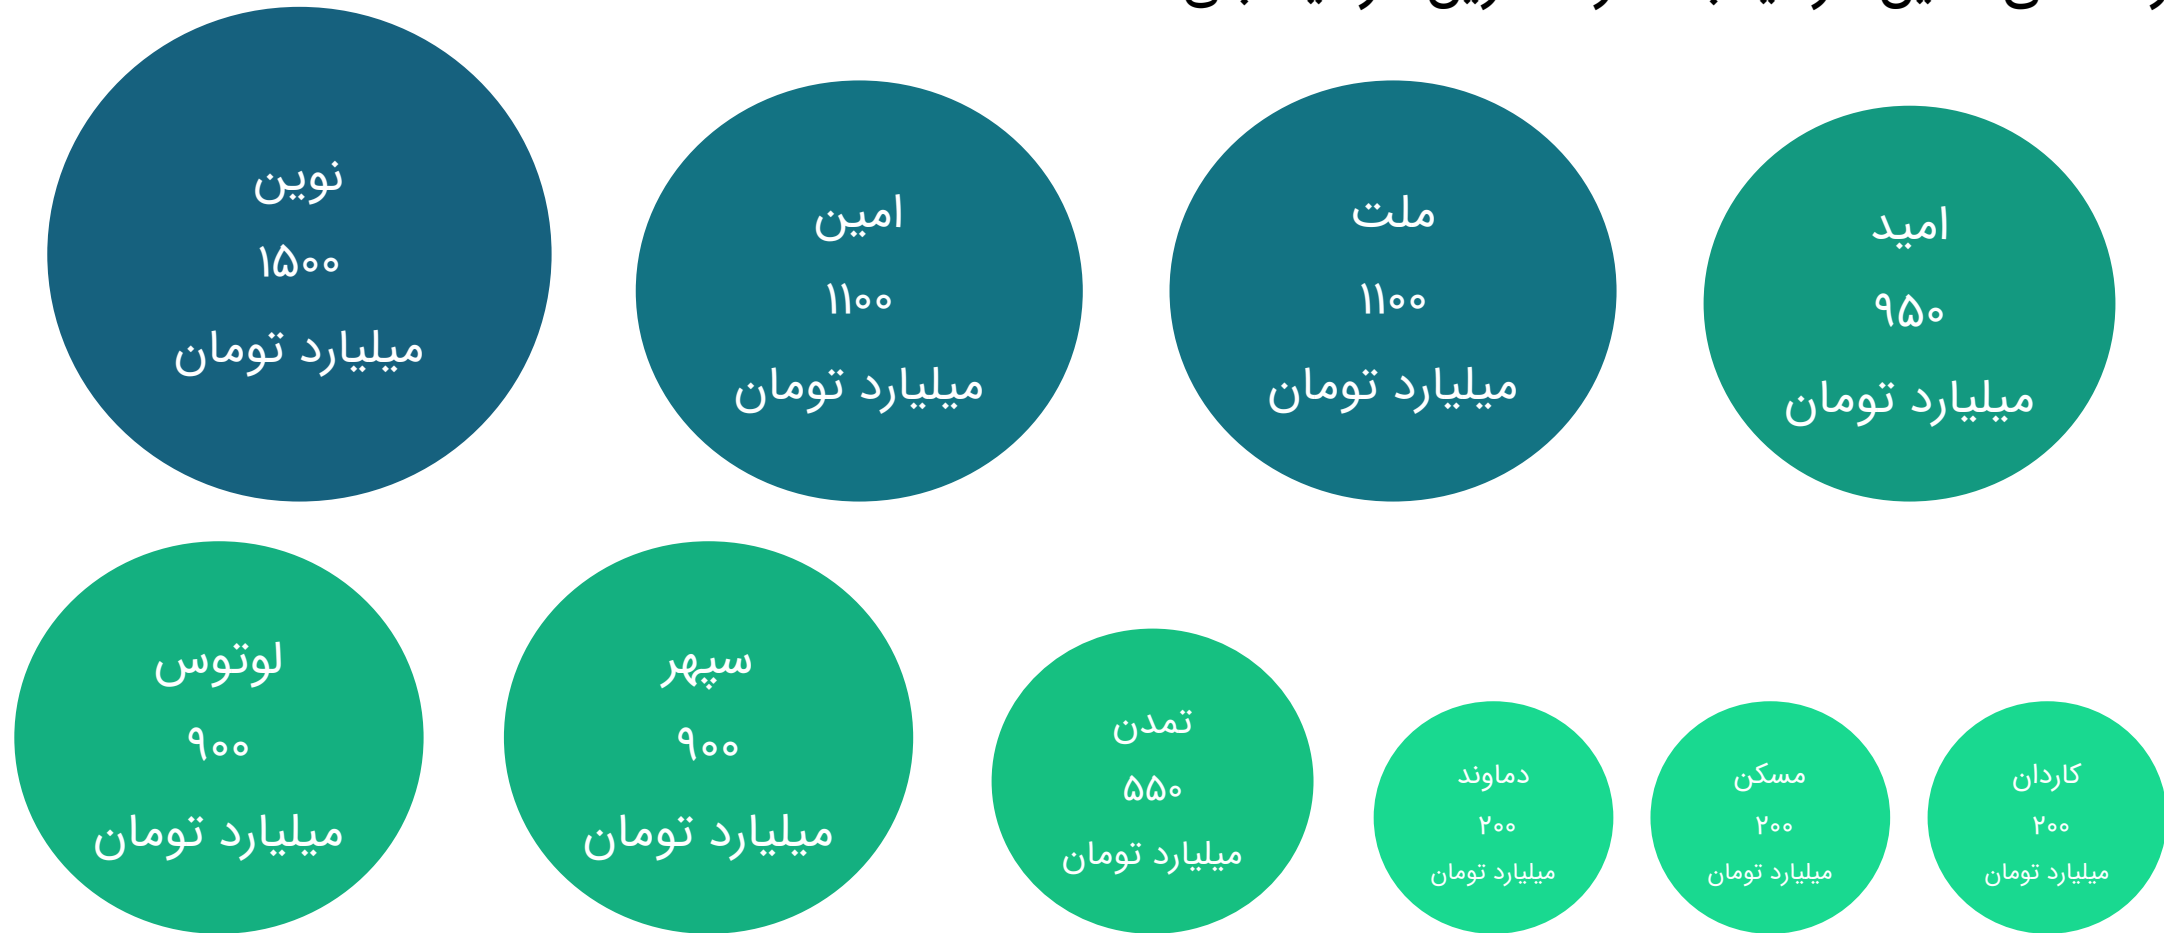 نوین
۱۵۰۰
میلیارد تومان
امین
۱۱۰۰
میلیارد تومان
ملت
۱۱۰۰
میلیارد تومان
امید
۹۵۰
میلیارد تومان
لوتوس
۹۰۰
میلیارد تومان
سپهر
۹۰۰
میلیارد تومان
تمدن
۵۵۰
میلیارد تومان
دماوند
۲۰۰
میلیارد تومان
مسکن
۲۰۰
میلیارد تومان
کاردان
۲۰۰
میلیارد تومان